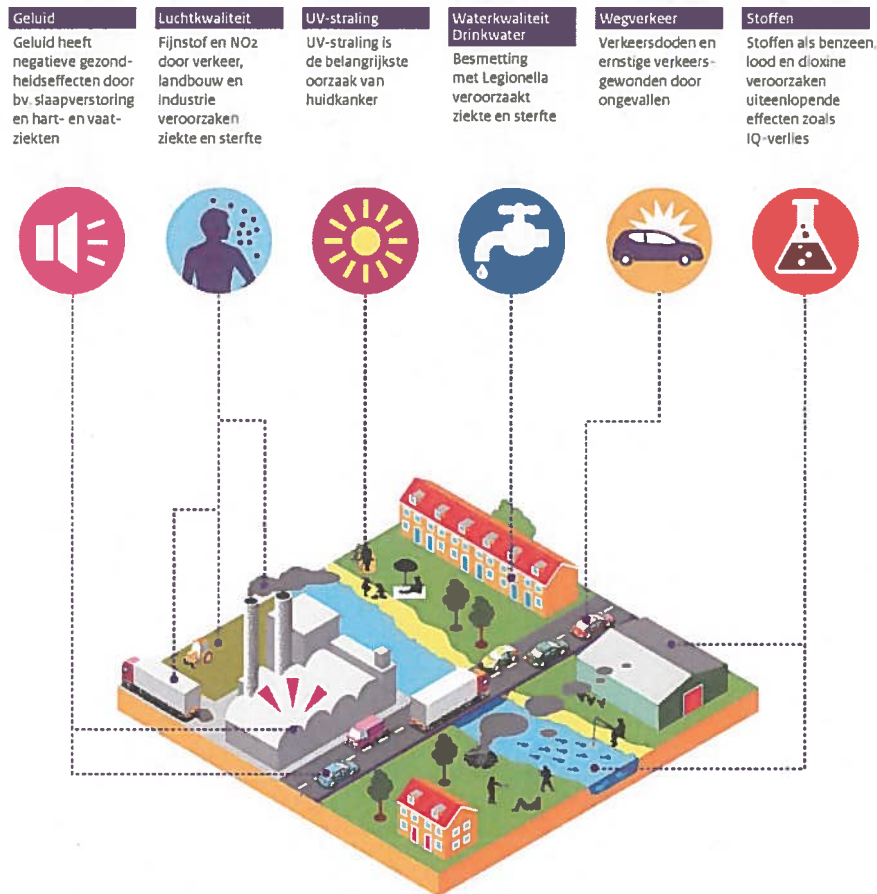 Geluid
Geluid heeft
negatieve gezond-
heidseffecten door
bv. slaapverstoring
en hart- en vaat-
ziekten
Luchtkwaliteit
Fijnstof en NO2
door verkeer,
landbouw en
industrie
veroorzaken
ziekte en sterfte
UV-straling
UV-straling is
de belangrijkste
oorzaak van
huidkanker
Waterkwaliteit
Drinkwater
Besmetting
met Legionella
veroorzaakt
ziekte en sterfte
Wegverkeer
Verkeersdoden en
ernstige verkeers-
gewonden door
ongevallen
Stoffen
Stoffen als benzeen,
lood en dioxine
veroorzaken
uiteenlopende
effecten zoals
IQ-verlies